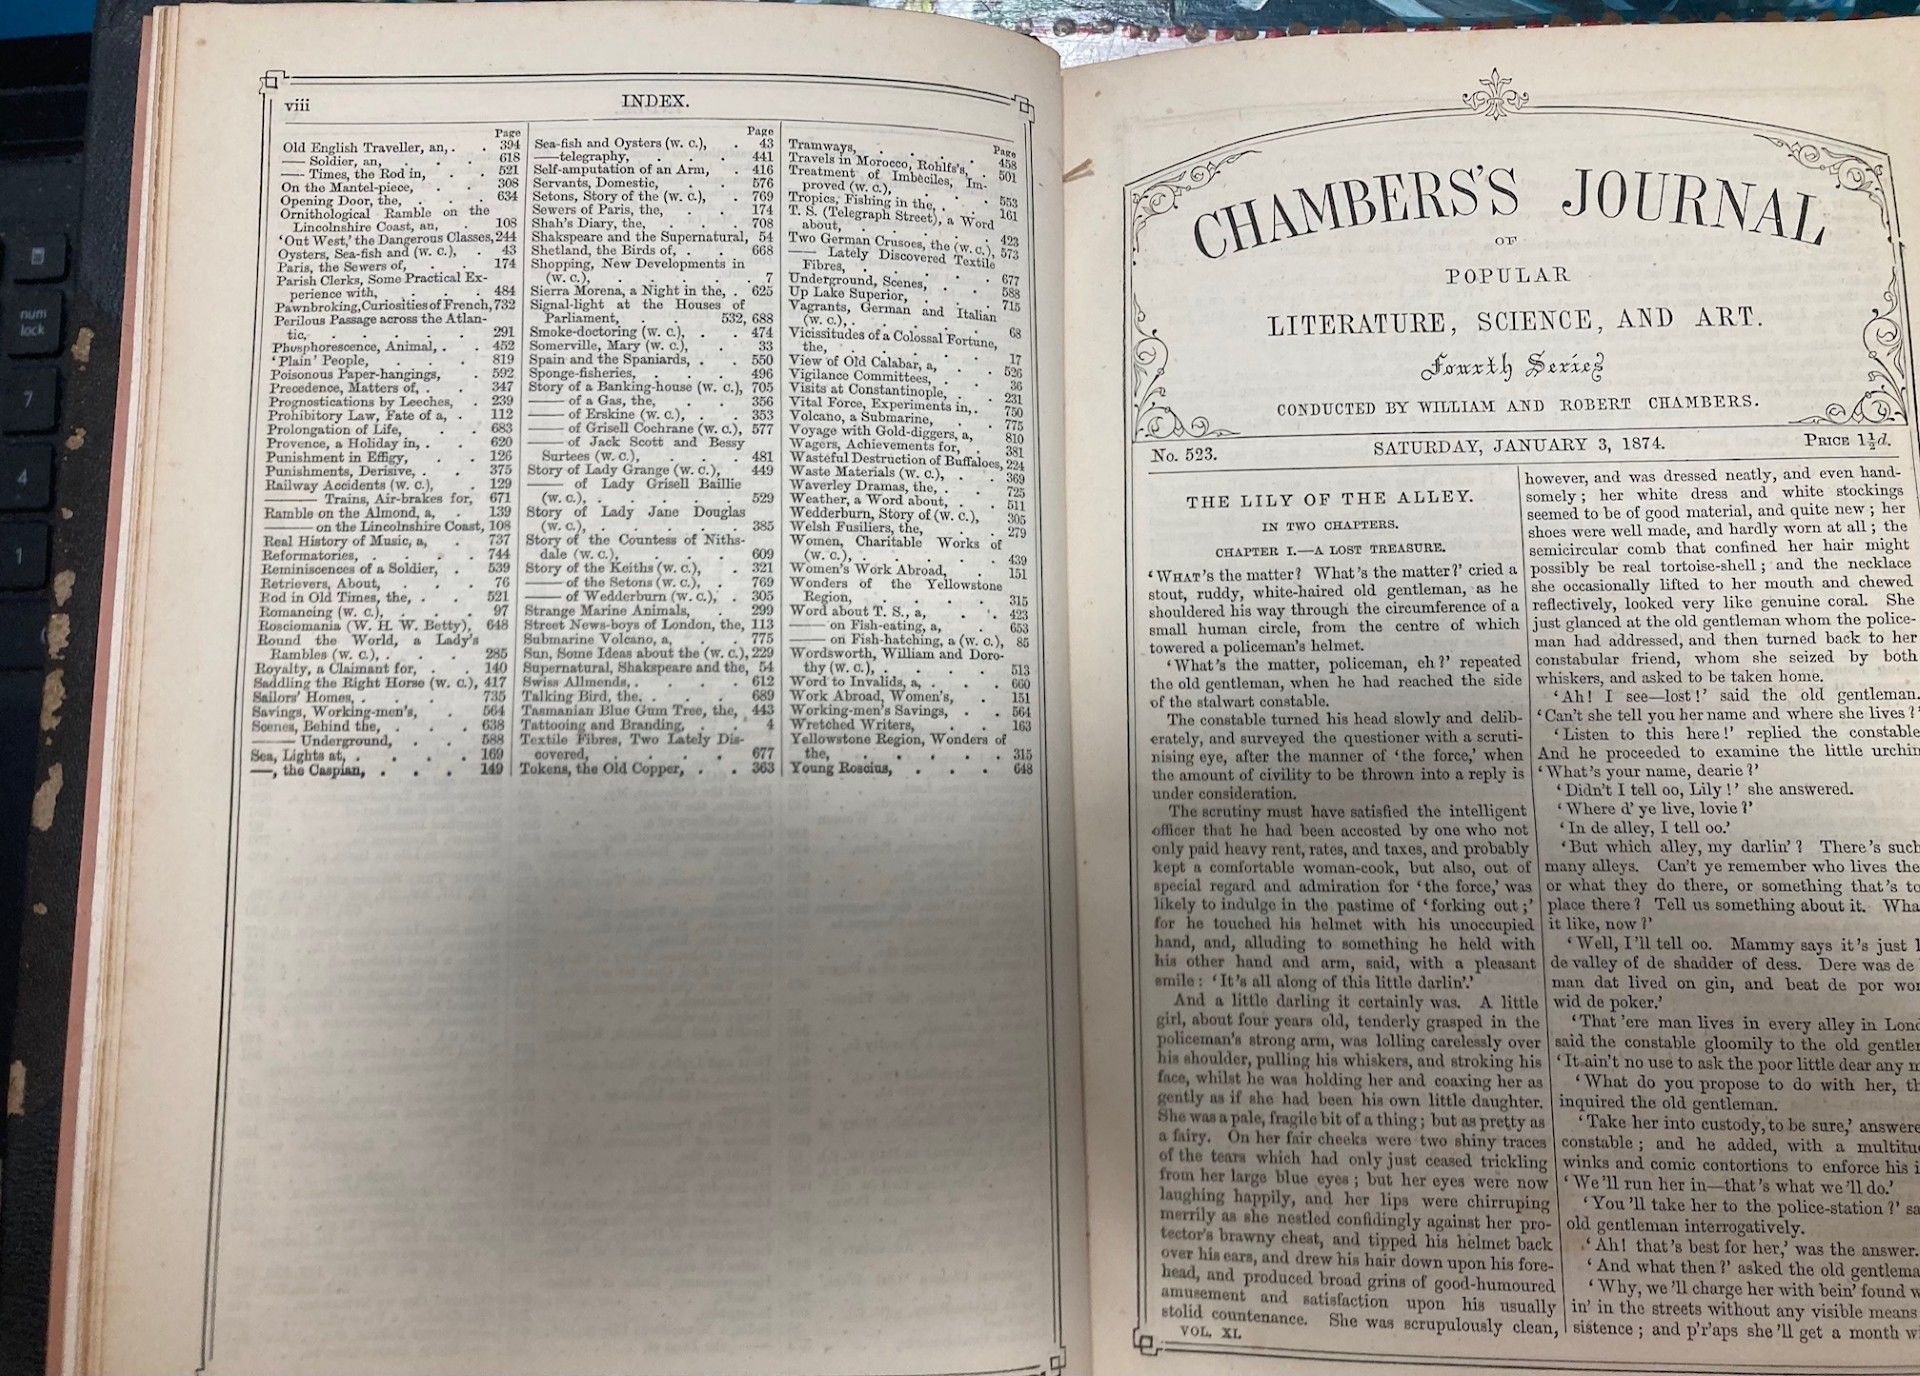 viii
INDEX.
Page
Old English Traveller, an, . . 394
—— Soldier, an, . . . 618
—— Times, the Rod in, . . 521
On the Mantel-piece, . . 308
Opening Door, the, . . . 634
Ornithological Ramble on the
Lincolnshire Coast, an, . . 108
'Out West,' the Dangerous Classes, 244
Oysters, Sea-fish and (w. c.), . 43
Paris, the Sewers of, . . . 174
Parish Clerks, Some Practical Ex-
perience with, . . . 484
Pawnbroking, Curiosities of French, 732
Perilous Passage across the Atlan-
tic, . . . . . 291
Phosphorescence, Animal, . . 452
'Plain' People, . . . 819
Poisonous Paper-hangings, . . 592
Precedence, Matters of, . . 347
Prognostications by Leeches, . 239
Prohibitory Law, Fate of a, . 112
Prolongation of Life, . . 683
Provence, a Holiday in, . . 620
Punishment in Effigy, . . 126
Punishments, Derisive, . . 375
Railway Accidents (w. c.), . 129
——— Trains, Air-brakes for, 671
Ramble on the Almond, a, . 139
——— on the Lincolnshire Coast, 108
Real History of Music, a, . 737
Reformatories, . . . . 744
Reminiscences of a Soldier, . 539
Retrievers, About, . . . 76
Rod in Old Times, the, . . 521
Romancing (w. c.), . . . 97
Rosciomania (W. H. W. Betty), 648
Round the World, a Lady's
Rambles (w. c.), . . . 285
Royalty, a Claimant for, . . 140
Saddling the Right Horse (w. c.), 417
Sailors' Homes, . . . . 735
Savings, Working-men's, . 564
Scenes, Behind the, . . . 638
——— Underground, . . 588
Sea, Lights at, . . . . 169
—, the Caspian, . . . 149
Page
Sea-fish and Oysters (w. c.), . 43
——telegraphy, . . . 441
Self-amputation of an Arm, . 416
Servants, Domestic, . . . 576
Setons, Story of the (w. c.), . 769
Sewers of Paris, the, . . 174
Shah's Diary, the, . . . 708
Shakspeare and the Supernatural, 54
Shetland, the Birds of, . . 668
Shopping, New Developments in
(w. c.), . . . . . 7
Sierra Morena, a Night in the, . 625
Signal-light at the Houses of
Parliament, . . 532, 688
Smoke-doctoring (w. c.), . . 474
Somerville, Mary (w. c.), . . 33
Spain and the Spaniards, . . 550
Sponge-fisheries, . . . 496
Story of a Banking-house (w. c.), 705
—— of a Gas, the, . . 356
—— of Erskine (w. c.), . . 353
—— of Grisell Cochrane (w. c.), 577
—— of Jack Scott and Bessy
Surtees (w. c.), . . . 481
Story of Lady Grange (w. c.), 449
—— of Lady Grisell Baillie
(w. c.), . . . . . 529
Story of Lady Jane Douglas
(w. c.), . . . . . 385
Story of the Countess of Niths-
dale (w. c.), . . . . 609
Story of the Keiths (w. c.), . 321
—— of the Setons (w. c.), . 769
—— of Wedderburn (w. c.), . 305
Strange Marine Animals, . . 299
Street News-boys of London, the, 113
Submarine Volcano, a, . . 775
Sun, Some Ideas about the (w. c.), 229
Supernatural, Shakspeare and the, 54
Swiss Allmends, . . . . 612
Talking Bird, the, . . . 689
Tasmanian Blue Gum Tree, the, 443
Tattooing and Branding, . . 4
Textile Fibres, Two Lately Dis-
covered, . . . . 677
Tokens, the Old Copper, . . 363
Page
Tramways, . . . . 458
Travels in Morocco, Rohlfs's, . 501
Treatment of Imbeciles, Im-
proved (w. c.), . . . 553
Tropics, Fishing in the, . . 161
T. S. (Telegraph Street), a Word
about, . . . . . 423
Two German Crusoes, the (w. c.), 573
—— Lately Discovered Textile
Fibres, . . . . . 677
Underground, Scenes, . . 588
Up Lake Superior, . . . 715
Vagrants, German and Italian
(w. c.), . . . . . 68
Vicissitudes of a Colossal Fortune,
the, . . . . . 17
View of Old Calabar, a, . . 526
Vigilance Committees, . . 36
Visits at Constantinople, . . 231
Vital Force, Experiments in, . . 750
Volcano, a Submarine, . . 775
Voyage with Gold-diggers, a, 810
Wagers, Achievements for, . 381
Wasteful Destruction of Buffaloes, 224
Waste Materials (w. c.), . . 369
Waverley Dramas, the, . . 725
Weather, a Word about, . . 511
Wedderburn, Story of (w. c.), 305
Welsh Fusiliers, the, . . 279
Women, Charitable Works of
(w. c.), . . . . . 439
Women's Work Abroad, . . 151
Wonders of the Yellowstone
Region, . . . . 315
Word about T. S., a, . . 423
—— on Fish-eating, a, . . 653
—— on Fish-hatching, a (w. c.), 85
Wordsworth, William and Doro-
thy (w. c.), . . . . 513
Word to Invalids, a, . . . 660
Work Abroad, Women's, . . 151
Working-men's Savings, . . 564
Wretched Writers, . . . 163
Yellowstone Region, Wonders of
the, . . . . . 315
Young Roscius, . . . 648
CHAMBERS'S JOURNAL
OF
POPULAR
LITERATURE, SCIENCE, AND ART.
Fourth Series
CONDUCTED BY WILLIAM AND ROBERT CHAMBERS.
No. 523.
SATURDAY, JANUARY 3, 1874.
PRICE 1½d.
THE LILY OF THE ALLEY.
IN TWO CHAPTERS.
CHAPTER I.—A LOST TREASURE.
'WHAT's the matter? What's the matter?' cried a
stout, ruddy, white-haired old gentleman, as he
shouldered his way through the circumference of a
small human circle, from the centre of which
towered a policeman's helmet.
'What's the matter, policeman, eh?' repeated
the old gentleman, when he had reached the side
of the stalwart constable.
The constable turned his head slowly and delib-
erately, and surveyed the questioner with a scruti-
nising eye, after the manner of 'the force,' when
the amount of civility to be thrown into a reply is
under consideration.
The scrutiny must have satisfied the intelligent
officer that he had been accosted by one who not
only paid heavy rent, rates, and taxes, and probably
kept a comfortable woman-cook, but also, out of
special regard and admiration for 'the force,' was
likely to indulge in the pastime of 'forking out;'
for he touched his helmet with his unoccupied
hand, and, alluding to something he held with
his other hand and arm, said, with a pleasant
smile: 'It's all along of this little darlin'.'
And a little darling it certainly was. A little
girl, about four years old, tenderly grasped in the
policeman's strong arm, was lolling carelessly over
his shoulder, pulling his whiskers, and stroking his
face, whilst he was holding her and coaxing her as
gently as if she had been his own little daughter.
She was a pale, fragile bit of a thing; but as pretty as
a fairy. On her fair cheeks were two shiny traces
of the tears which had only just ceased trickling
from her large blue eyes; but her eyes were now
laughing happily, and her lips were chirruping
merrily as she nestled confidingly against her pro-
tector's brawny chest, and tipped his helmet back
over his ears, and drew his hair down upon his fore-
head, and produced broad grins of good-humoured
amusement and satisfaction upon his usually
stolid countenance. She was scrupulously clean,
VOL. XI.
however, and was dressed neatly, and even hand-
somely; her white dress and white stockings
seemed to be of good material, and quite new; her
shoes were well made, and hardly worn at all; the
semicircular comb that confined her hair might
possibly be real tortoise-shell; and the necklace
she occasionally lifted to her mouth and chewed
reflectively, looked very like genuine coral. She
just glanced at the old gentleman whom the police-
man had addressed, and then turned back to her
constabular friend, whom she seized by both
whiskers, and asked to be taken home.
'Ah! I see—lost!' said the old gentleman.
'Can't she tell you her name and where she lives?'
'Listen to this here!' replied the constable
And he proceeded to examine the little urchin
'What's your name, dearie?'
'Didn't I tell oo, Lily!' she answered.
'Where d'ye live, lovie?'
'In de alley, I tell oo.'
'But which alley, my darlin'? There's such
many alleys. Can't ye remember who lives the
or what they do there, or something that's to
place there? Tell us something about it. Wha
it like, now?'
'Well, I'll tell oo. Mammy says it's just l
de valley of de shadder of dess. Dere was de
man dat lived on gin, and beat de por wo
wid de poker.'
'That 'ere man lives in every alley in Lond
said the constable gloomily to the old gentle
'It ain't no use to ask the poor little dear any m
'What do you propose to do with her, th
inquired the old gentleman.
'Take her into custody, to be sure,' answere
constable; and he added, with a multitu
winks and comic contortions to enforce his i
'We'll run her in—that's what we'll do.'
'You'll take her to the police-station?' sa
old gentleman interrogatively.
'Ah! that's best for her,' was the answer.
'And what then?' asked the old gentlema
'Why, we'll charge her with bein' found w
in' in the streets without any visible means
sistence; and p'r'aps she'll get a month wi
num
lock
7
4
1